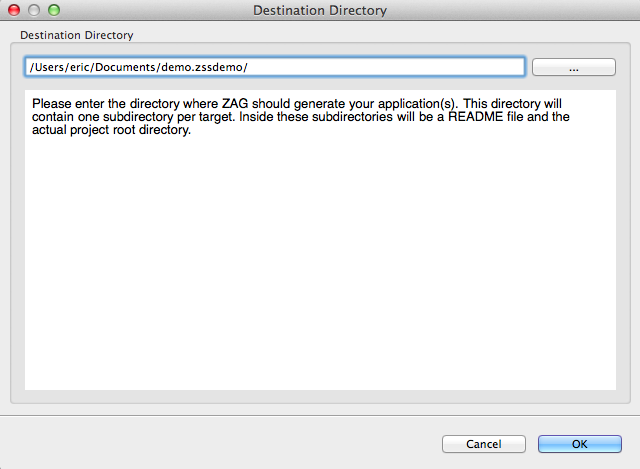 Destination Directory
Destination Directory
/Users/eric/Documents/demo.zssdemo/
...
Please enter the directory where ZAG should generate your application(s). This directory will
contain one subdirectory per target. Inside these subdirectories will be a README file and the
actual project root directory.
Cancel
OK